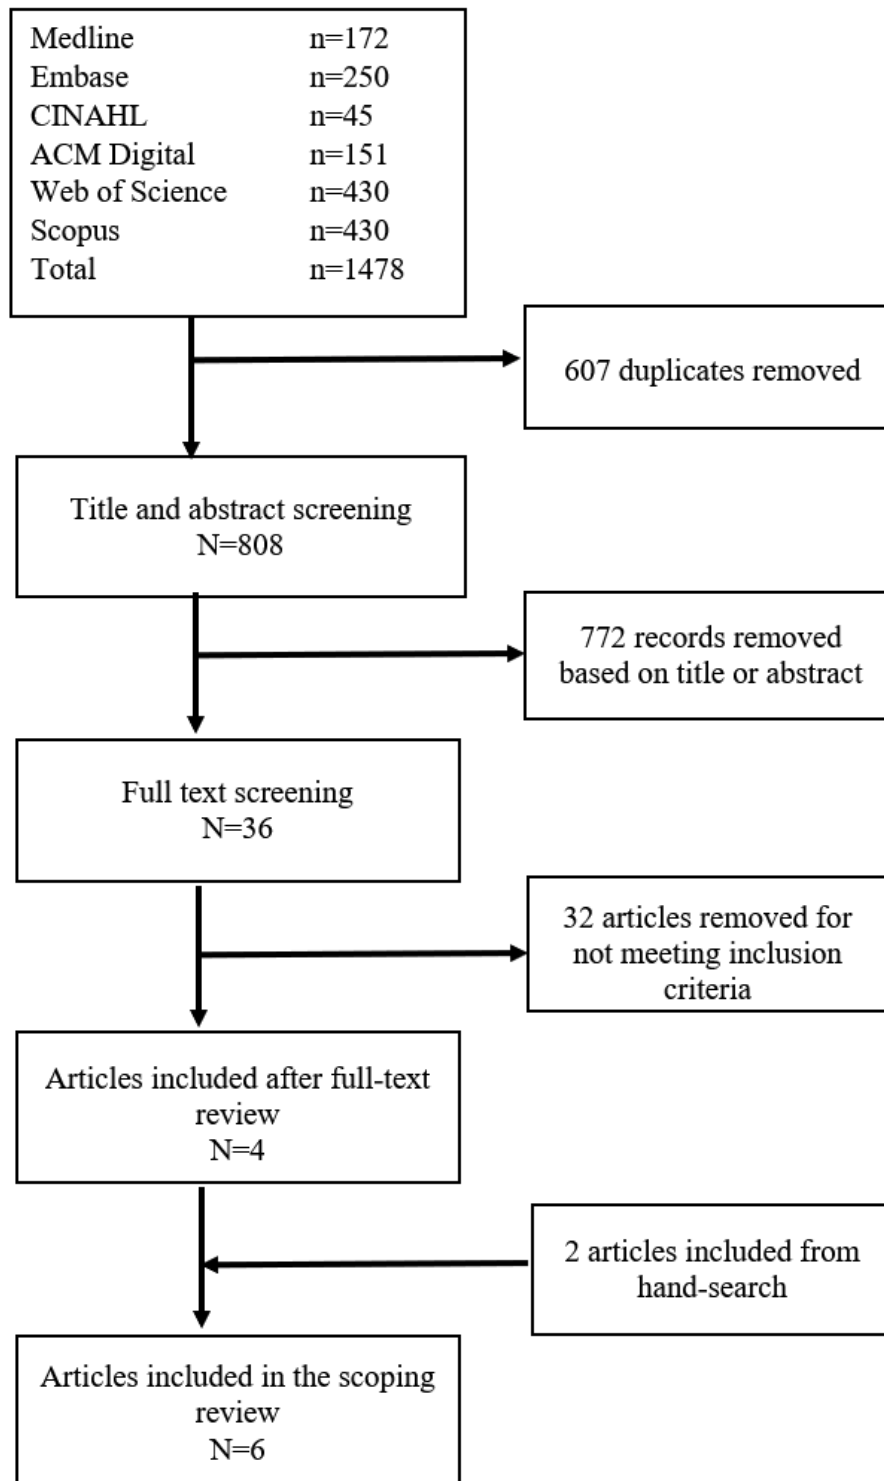 Medline n=172
Embase n=250
CINAHL n=45
ACM Digital n=151
Web of Science n=430
Scopus n=430
Total n=1478
607 duplicates removed
Title and abstract screening
N=808
772 records removed
based on title or abstract
Full text screening
N=36
32 articles removed for
not meeting inclusion
criteria
Articles included after full-text
review
N=4
2 articles included from
hand-search
Articles included in the scoping
review
N=6